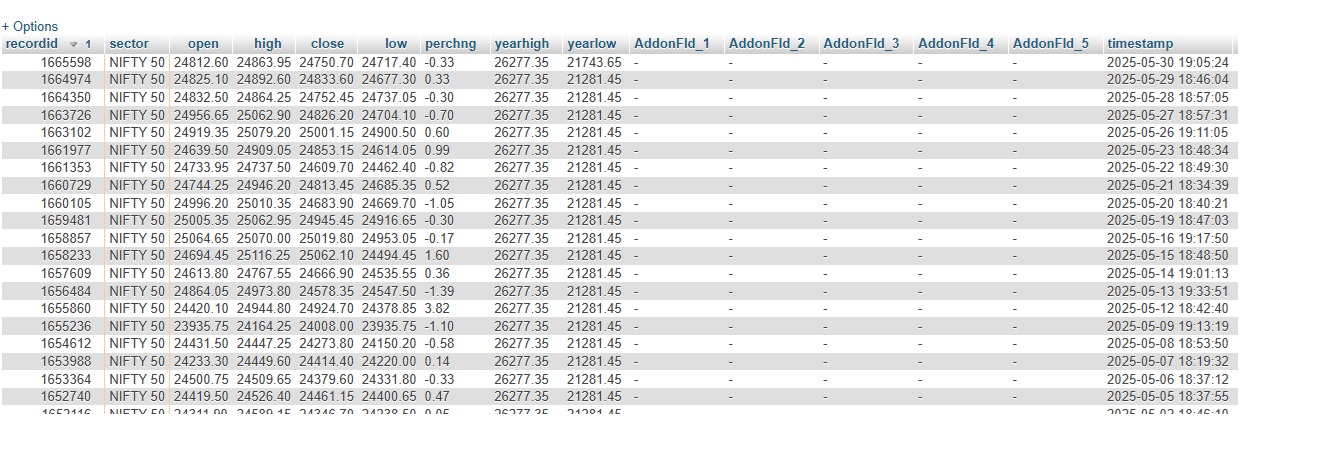 + Options
recordid 1 sector open high close low perchng yearhigh yearlow AddonFld_1 AddonFld_2 AddonFld_3 AddonFld_4 AddonFld_5 timestamp
1665598 NIFTY 50 24812.60 24863.95 24750.70 24717.40 -0.33 26277.35 21743.65 - - - - - 2025-05-30 19:05:24
1664974 NIFTY 50 24825.10 24892.60 24833.60 24677.30 0.33 26277.35 21281.45 - - - - - 2025-05-29 18:46:04
1664350 NIFTY 50 24832.50 24864.25 24752.45 24737.05 -0.30 26277.35 21281.45 - - - - - 2025-05-28 18:57:05
1663726 NIFTY 50 24956.65 25062.90 24826.20 24704.10 -0.70 26277.35 21281.45 - - - - - 2025-05-27 18:57:31
1663102 NIFTY 50 24919.35 25079.20 25001.15 24900.50 0.60 26277.35 21281.45 - - - - - 2025-05-26 19:11:05
1661977 NIFTY 50 24639.50 24909.05 24853.15 24614.05 0.99 26277.35 21281.45 - - - - - 2025-05-23 18:48:34
1661353 NIFTY 50 24733.95 24737.50 24609.70 24462.40 -0.82 26277.35 21281.45 - - - - - 2025-05-22 18:49:30
1660729 NIFTY 50 24744.25 24946.20 24813.45 24685.35 0.52 26277.35 21281.45 - - - - - 2025-05-21 18:34:39
1660105 NIFTY 50 24996.20 25010.35 24683.90 24669.70 -1.05 26277.35 21281.45 - - - - - 2025-05-20 18:40:21
1659481 NIFTY 50 25005.35 25062.95 24945.45 24916.65 -0.30 26277.35 21281.45 - - - - - 2025-05-19 18:47:03
1658857 NIFTY 50 25064.65 25070.00 25019.80 24953.05 -0.17 26277.35 21281.45 - - - - - 2025-05-16 19:17:50
1658233 NIFTY 50 24694.45 25116.25 25062.10 24494.45 1.60 26277.35 21281.45 - - - - - 2025-05-15 18:48:50
1657609 NIFTY 50 24613.80 24767.55 24666.90 24535.55 0.36 26277.35 21281.45 - - - - - 2025-05-14 19:01:13
1656484 NIFTY 50 24864.05 24973.80 24578.35 24547.50 -1.39 26277.35 21281.45 - - - - - 2025-05-13 19:33:51
1655860 NIFTY 50 24420.10 24944.80 24924.70 24378.85 3.82 26277.35 21281.45 - - - - - 2025-05-12 18:42:40
1655236 NIFTY 50 23935.75 24164.25 24008.00 23935.75 -1.10 26277.35 21281.45 - - - - - 2025-05-09 19:13:19
1654612 NIFTY 50 24431.50 24447.25 24273.80 24150.20 -0.58 26277.35 21281.45 - - - - - 2025-05-08 18:53:50
1653988 NIFTY 50 24233.30 24449.60 24414.40 24220.00 0.14 26277.35 21281.45 - - - - - 2025-05-07 18:19:32
1653364 NIFTY 50 24500.75 24509.65 24379.60 24331.80 -0.33 26277.35 21281.45 - - - - - 2025-05-06 18:37:12
1652740 NIFTY 50 24419.50 24526.40 24461.15 24400.65 0.47 26277.35 21281.45 - - - - - 2025-05-05 18:37:55
1652116 NIFTY 50 26277.35 21281.45